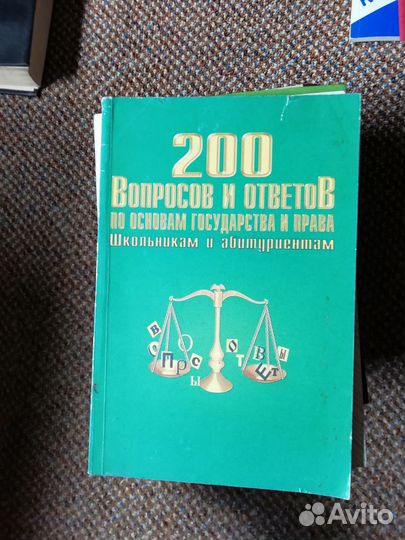 200
ВОПРОСОВ И ОТВЕТОВ
ПО ОСНОВАМ ГОСУДАРСТВА И ПРАВА
Школьникам и абитуриентам
Avito